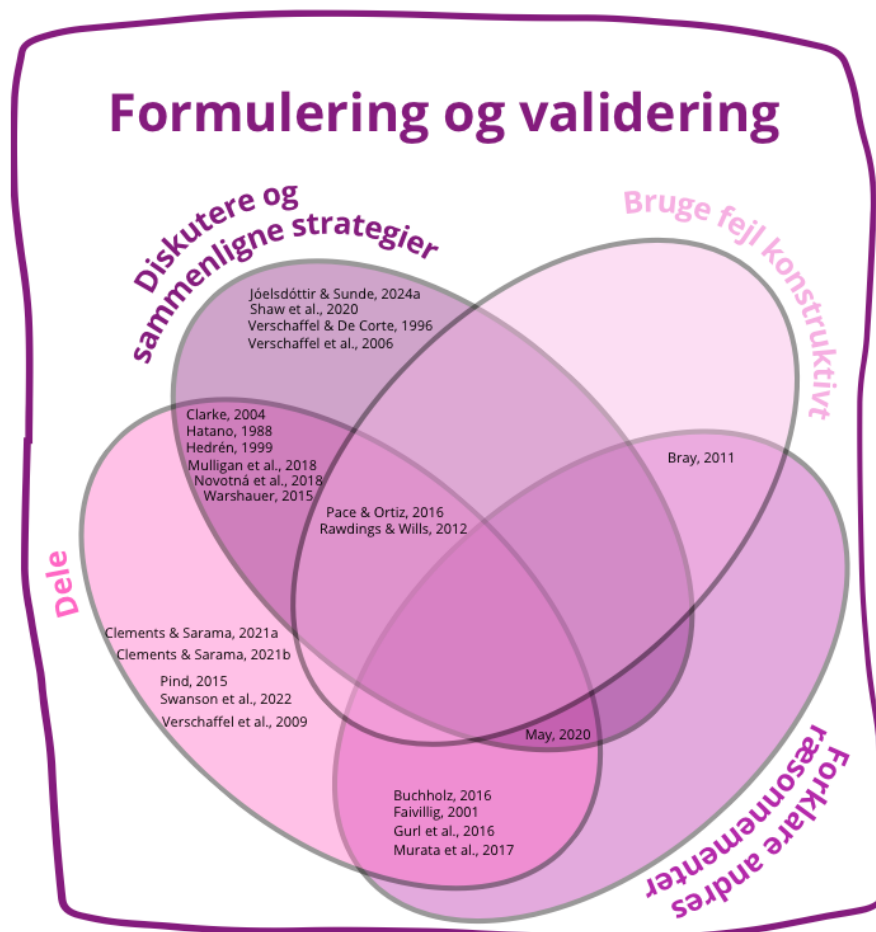 Formulering og validering
Diskutere og
sammenligne strategier
Bruge fejl konstruktivt
Jóelsdóttir & Sunde, 2024a
Shaw et al., 2020
Verschaffel & De Corte, 1996
Verschaffel et al., 2006
Clarke, 2004
Hatano, 1988
Hedrén, 1999
Mulligan et al., 2018
Novotná et al., 2018
Warshauer, 2015
Bray, 2011
Pace & Ortiz, 2016
Rawdings & Wills, 2012
Dele
Clements & Sarama, 2021a
Clements & Sarama, 2021b
Pind, 2015
Swanson et al., 2022
Verschaffel et al., 2009
May, 2020
Buchholz, 2016
Faivillig, 2001
Gurl et al., 2016
Murata et al., 2017
Forklare andres
ræsonnementer